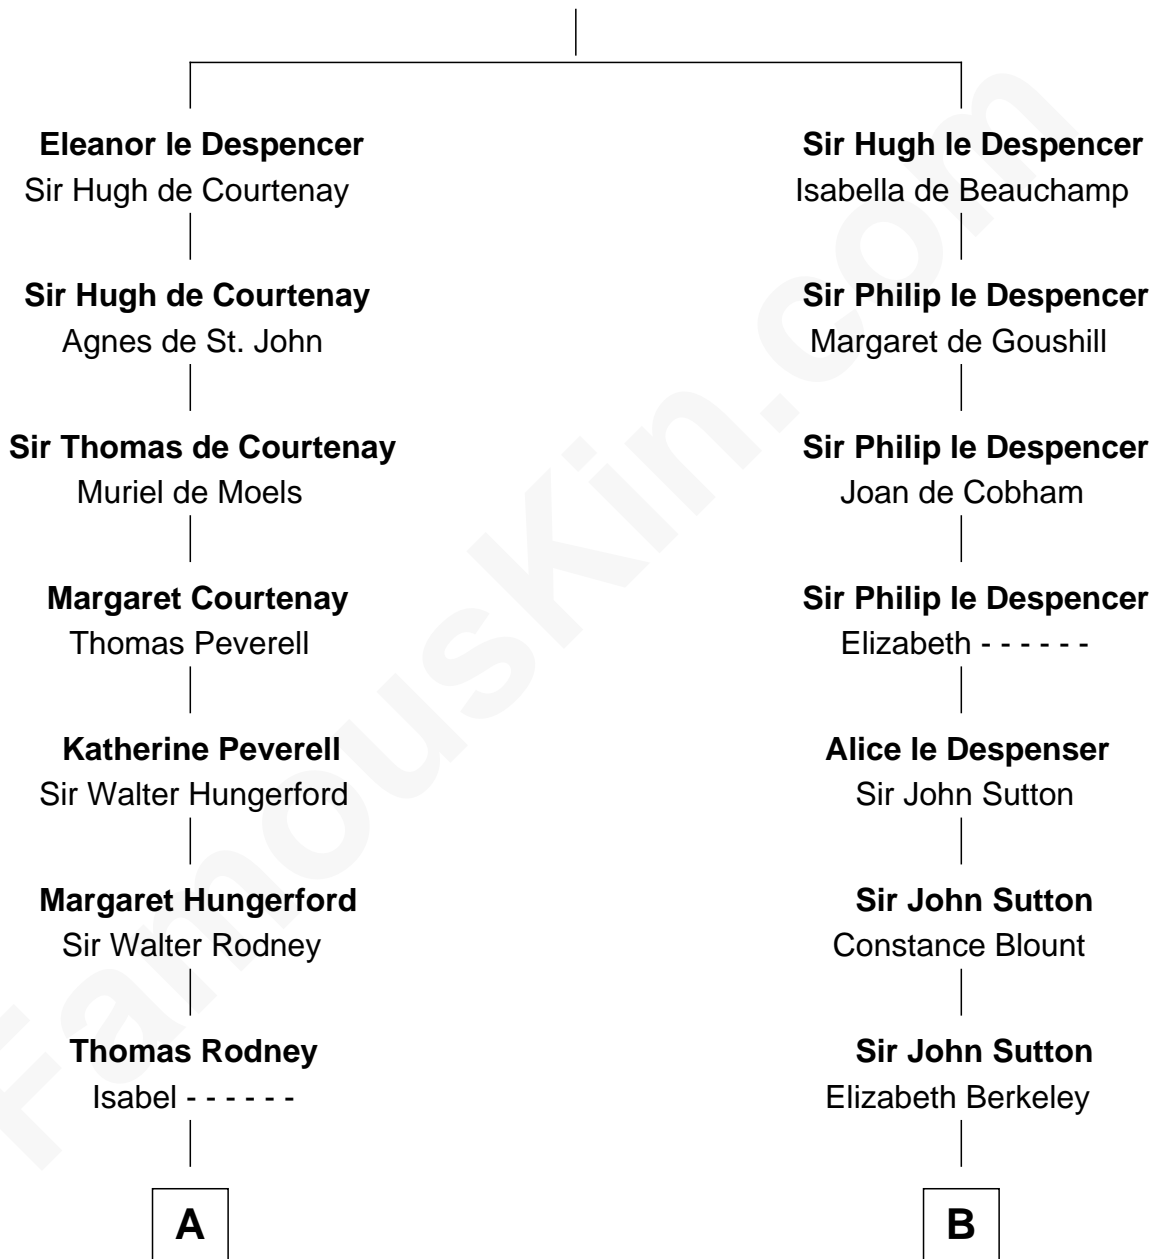 Eleanor le Despencer
Sir Hugh de Courtenay
Sir Hugh de Courtenay
Agnes de St. John
Sir Thomas de Courtenay
Muriel de Moels
Margaret Courtenay
Thomas Peverell
Katherine Peverell
Sir Walter Hungerford
Margaret Hungerford
Sir Walter Rodney
Thomas Rodney
Isabel - - - - - -
A
Sir Hugh le Despencer
Isabella de Beauchamp
Sir Philip le Despencer
Margaret de Goushill
Sir Philip le Despencer
Joan de Cobham
Sir Philip le Despencer
Elizabeth - - - - - -
Alice le Despenser
Sir John Sutton
Sir John Sutton
Constance Blount
Sir John Sutton
Elizabeth Berkeley
B
FamousKin.com